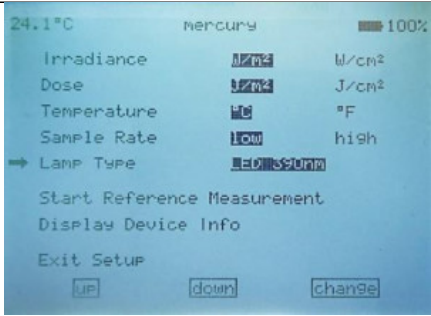 24.1°C mercury 100%
Irradiance W/m² W/cm²
Dose J/m² J/cm²
Temperature °C °F
Sample Rate low high
Lamp Type LED 390nm
Start Reference Measurement
Display Device Info
Exit Setup
up down change